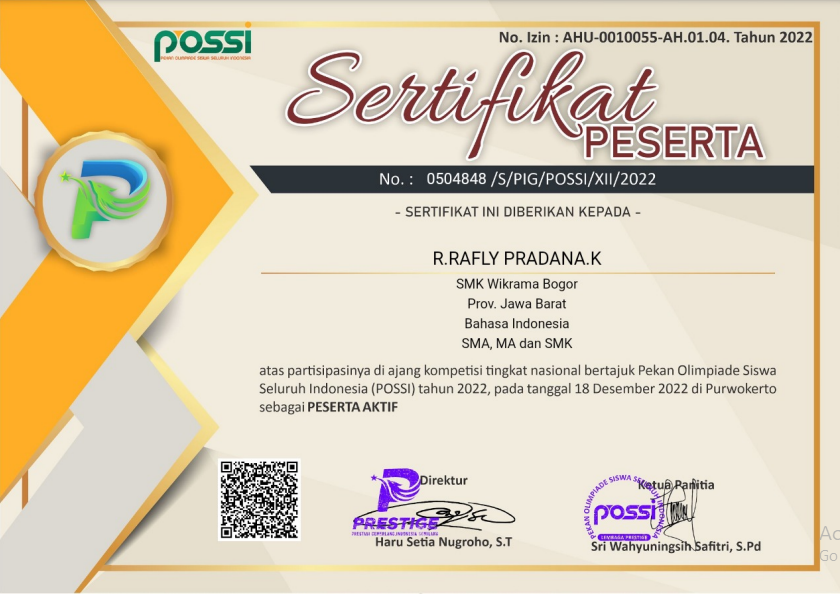 POSSI
PEKAN OLIMPIADE SISWA SELURUH INDONESIA
No. Izin : AHU-0010055-AH.01.04. Tahun 2022
Sertifikat
PESERTA
No. : 0504848 /S/PIG/POSSI/XII/2022
- SERTIFIKAT INI DIBERIKAN KEPADA -
R.RAFLY PRADANA.K
SMK Wikrama Bogor
Prov. Jawa Barat
Bahasa Indonesia
SMA, MA dan SMK
atas partisipasinya di ajang kompetisi tingkat nasional bertajuk Pekan Olimpiade Siswa
Seluruh Indonesia (POSSI) tahun 2022, pada tanggal 18 Desember 2022 di Purwokerto
sebagai PESERTA AKTIF
Direktur
PRESTIGE
Haru Setia Nugroho, S.T
Ketua Panitia
PEKAN OLIMPIADE SISWA SELURUH INDONESIA
POSSI
LEMBAGA PRESTIGE
Sri Wahyuningsih Safitri, S.Pd
Ac
Go